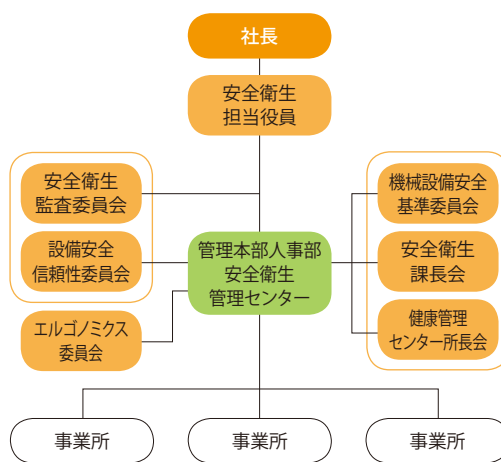 社長
安全衛生
担当役員
安全衛生
監査委員会
設備安全
信頼性委員会
エルゴノミクス
委員会
管理本部人事部
安全衛生
管理センター
機械設備安全
基準委員会
安全衛生
課長会
健康管理
センター所長会
事業所
事業所
事業所